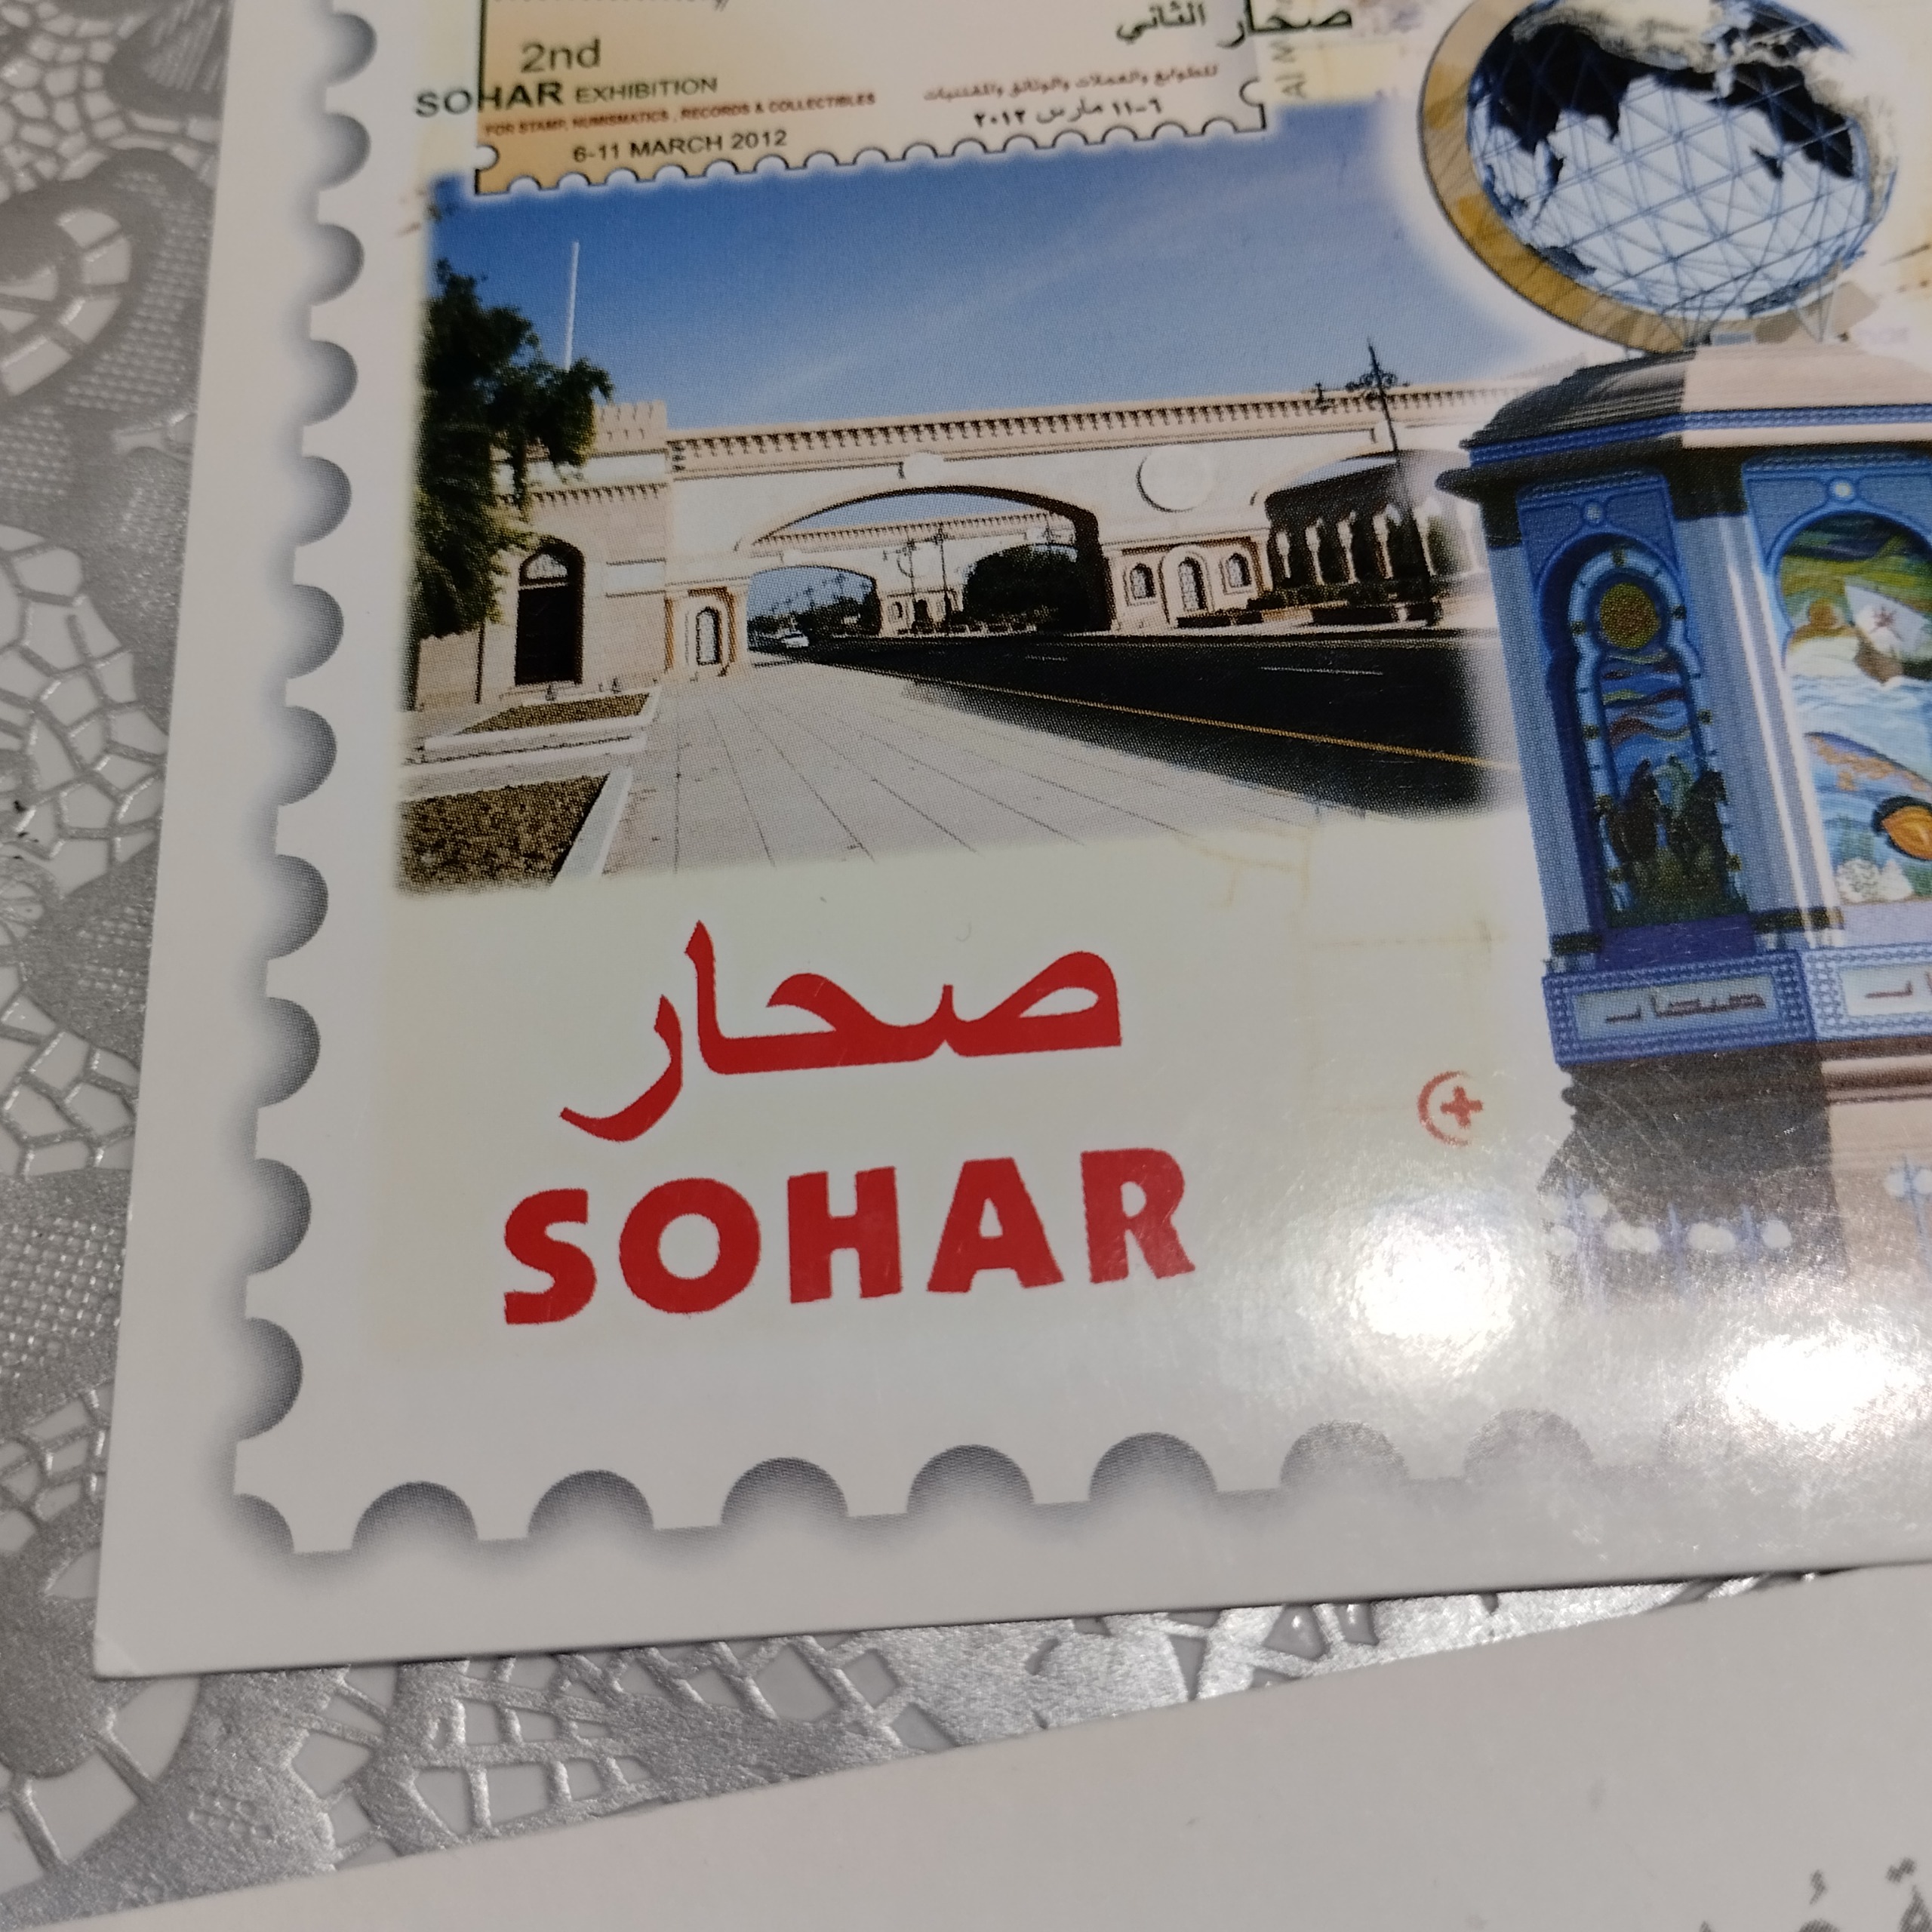 صحار الثاني
2nd
SOHAR EXHIBITION
FOR STAMP, NUMISMATICS , RECORDS & COLLECTIBLES
6-11 MARCH 2012
للطوابع والعملات والوثائق والمقتنيات
٦-١١ مارس ٢٠١٢
Al M
صحار
SOHAR